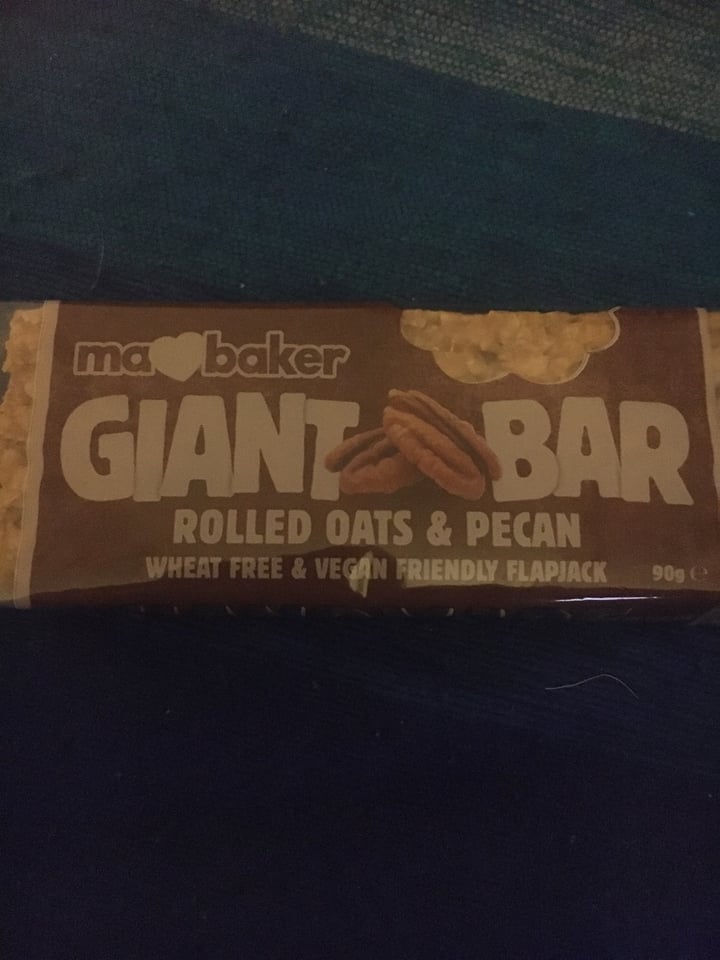 ma baker
GIANT BAR
ROLLED OATS & PECAN
WHEAT FREE & VEGAN FRIENDLY FLAPJACK 90g ℮